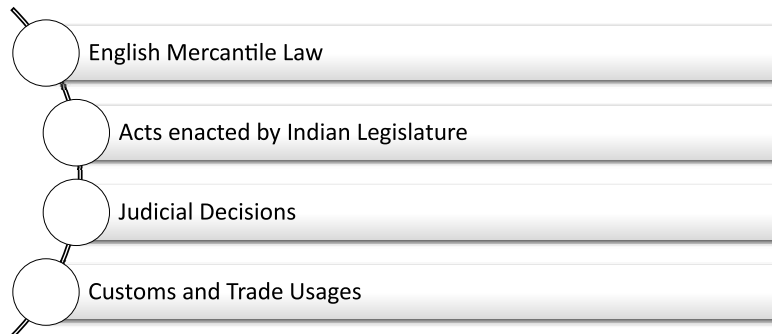 English Mercantile Law
Acts enacted by Indian Legislature
Judicial Decisions
Customs and Trade Usages